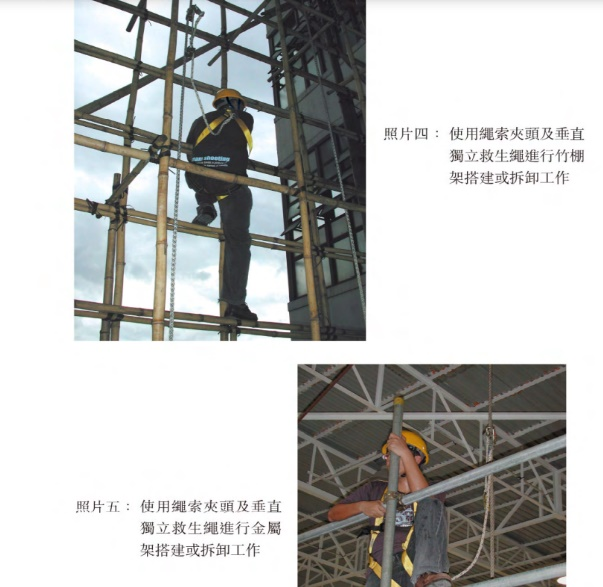 照片四： 使用繩索夾頭及垂直
獨立救生繩進行竹棚
架搭建或拆卸工作
照片五： 使用繩索夾頭及垂直
獨立救生繩進行金屬
架搭建或拆卸工作